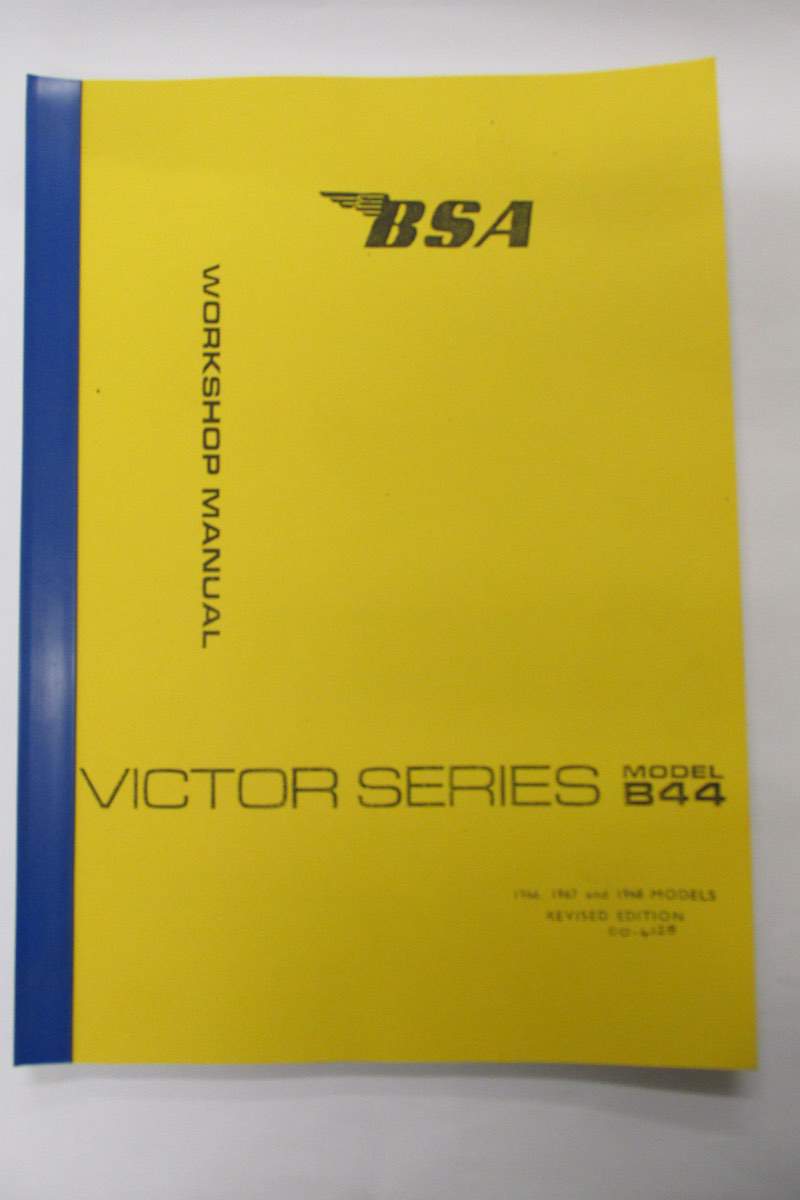 BSA
WORKSHOP MANUAL
VICTOR SERIES MODEL B44
1966, 1967 and 1968 MODELS
REVISED EDITION